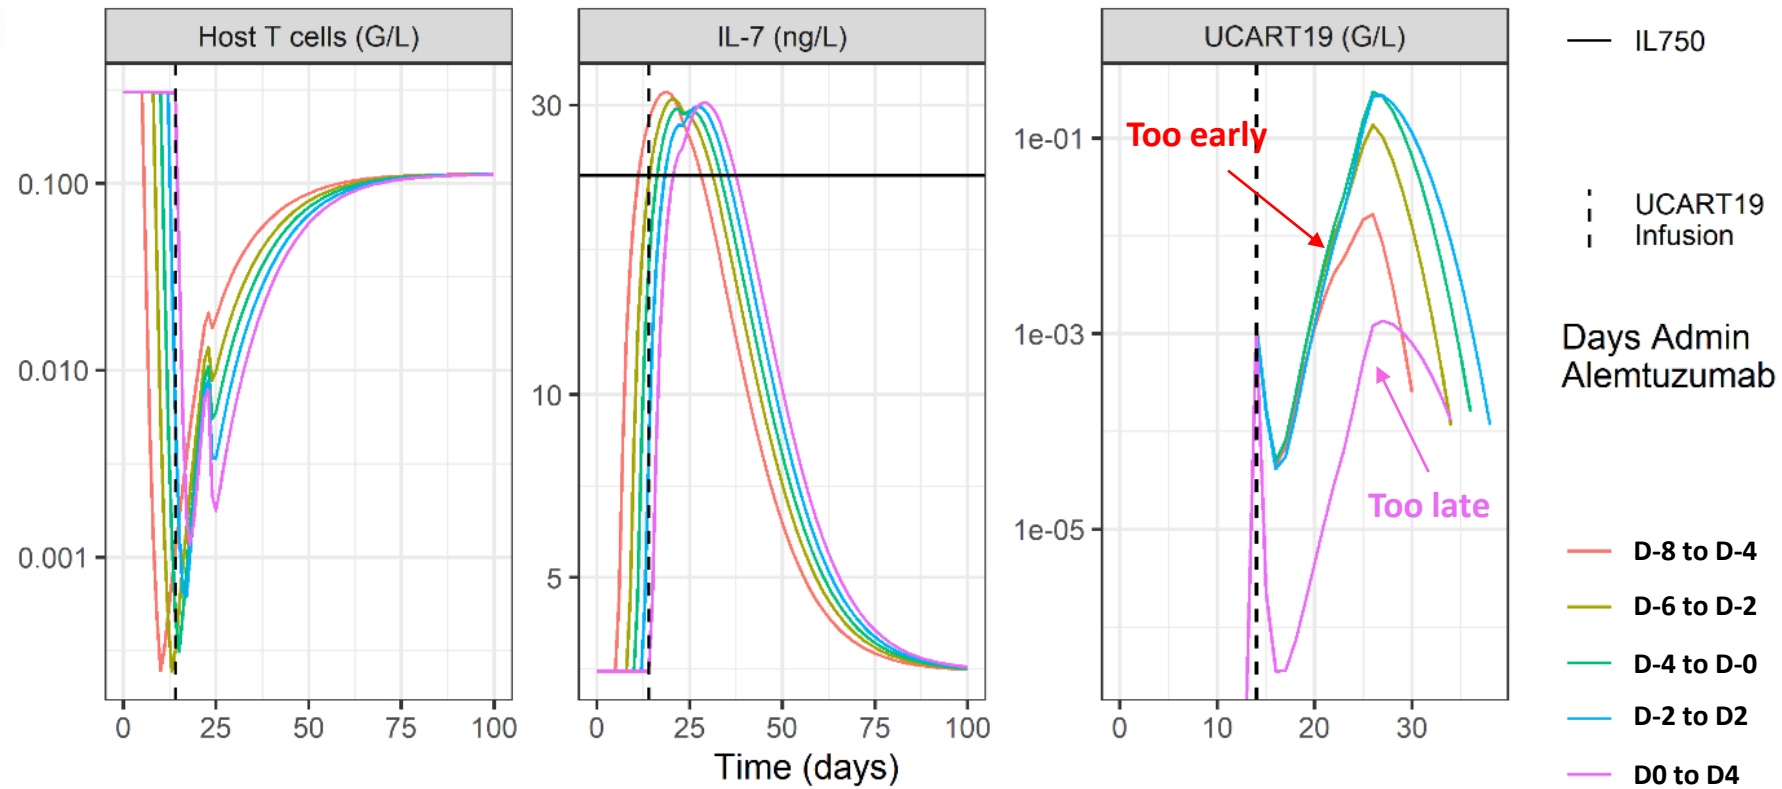 Host T cells (G/L)
IL-7 (ng/L)
UCART19 (G/L)
0.100
0.010
0.001
0
25
50
75
100
30
10
5
0
25
50
75
100
Time (days)
1e-01
1e-03
1e-05
0
10
20
30
Too early
Too late
IL750
UCART19
Infusion
Days Admin
Alemtuzumab
D-8 to D-4
D-6 to D-2
D-4 to D-0
D-2 to D2
D0 to D4